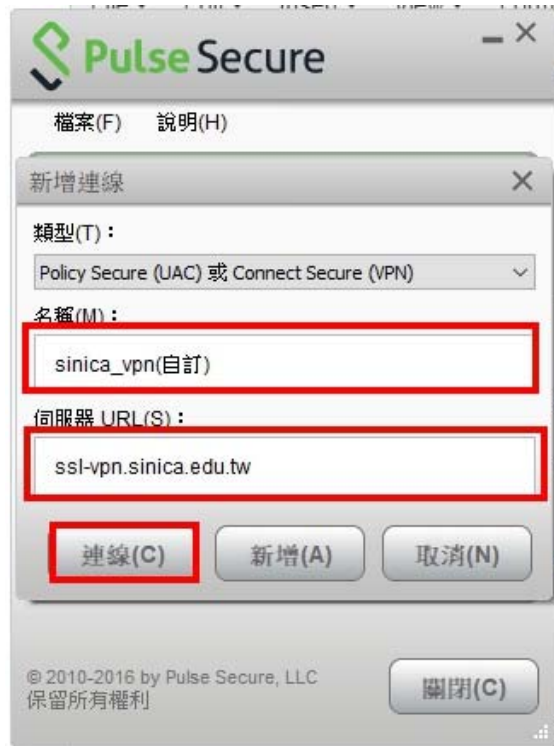 Pulse Secure
檔案(F) 說明(H)
新增連線
類型(T)：
Policy Secure (UAC) 或 Connect Secure (VPN)
名稱(M)：
sinica_vpn(自訂)
伺服器 URL(S)：
ssl-vpn.sinica.edu.tw
連線(C) 新增(A) 取消(N)
© 2010-2016 by Pulse Secure, LLC
保留所有權利
關閉(C)